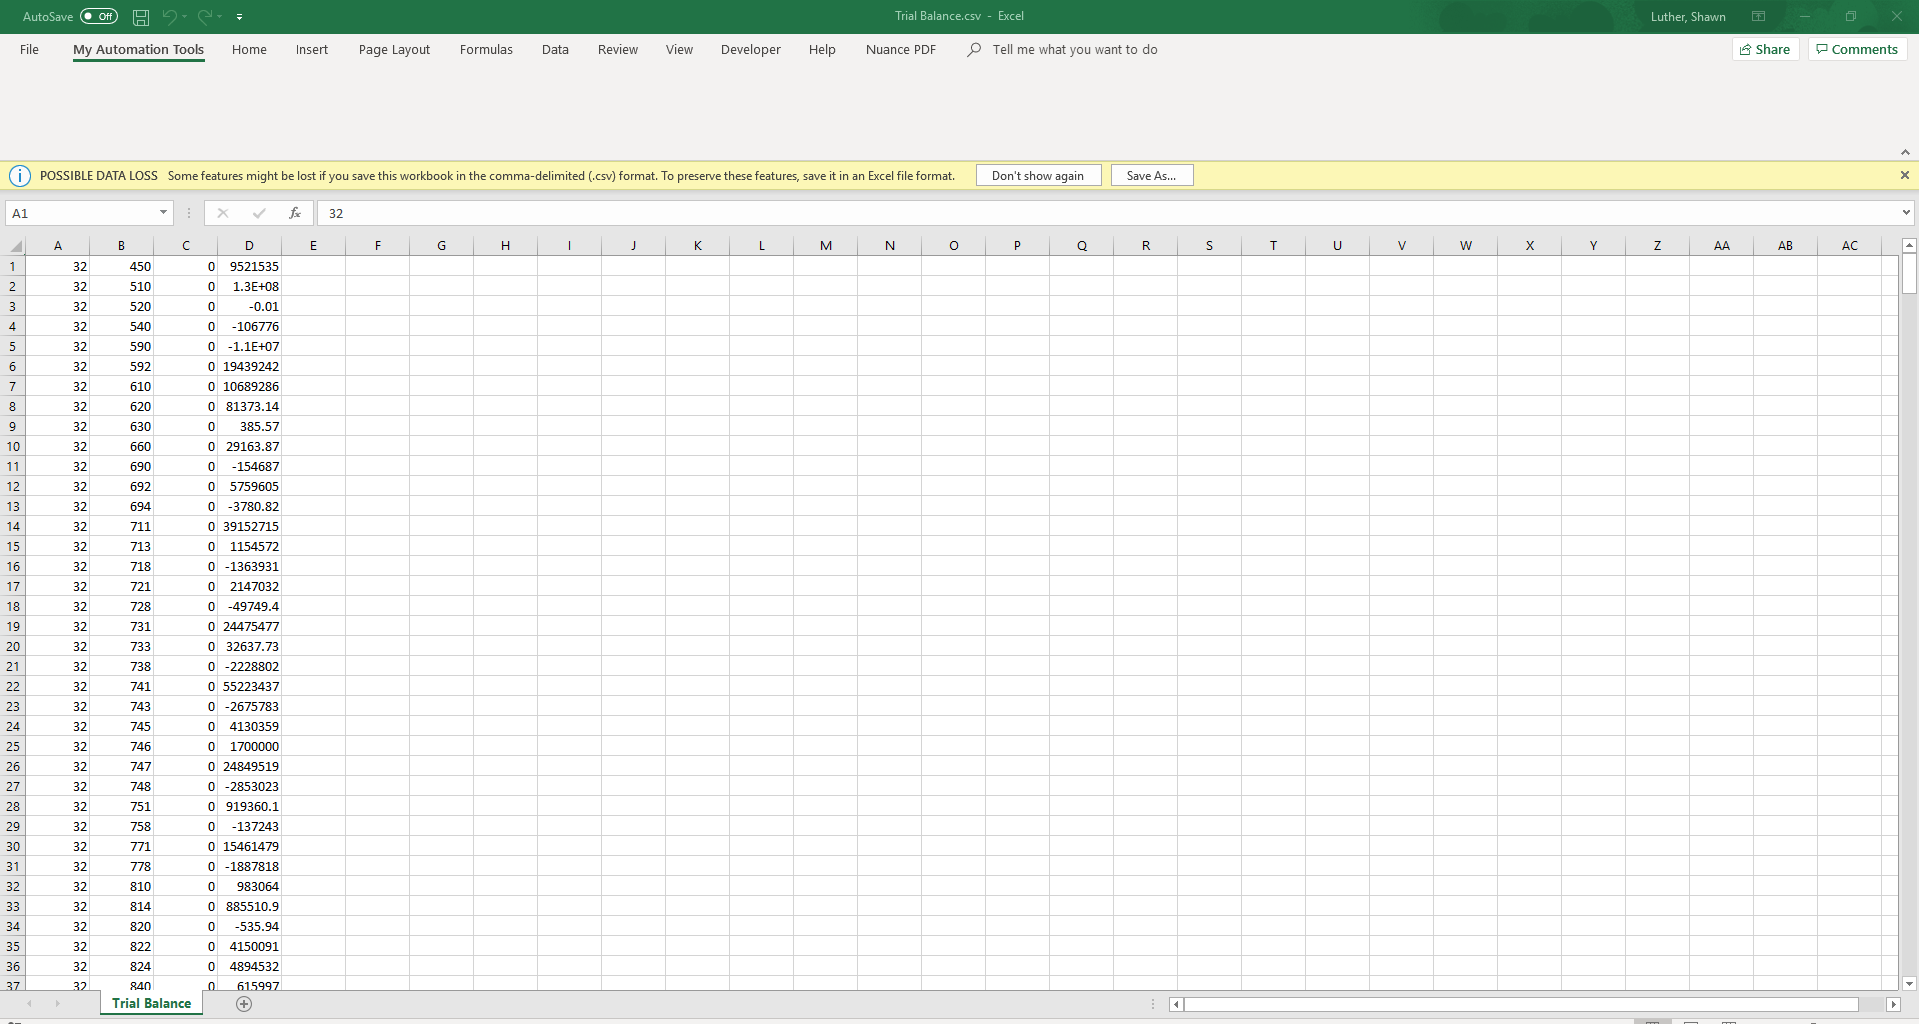 AutoSave Off Trial Balance.csv - Excel Luther, Shawn
File My Automation Tools Home Insert Page Layout Formulas Data Review View Developer Help Nuance PDF Tell me what you want to do Share Comments
POSSIBLE DATA LOSS Some features might be lost if you save this workbook in the comma-delimited (.csv) format. To preserve these features, save it in an Excel file format. Don't show again Save As...
A1 fx 32
A B C D E F G H I J K L M N O P Q R S T U V W X Y Z AA AB AC
1 32 450 0 9521535
2 32 510 0 1.3E+08
3 32 520 0 -0.01
4 32 540 0 -106776
5 32 590 0 -1.1E+07
6 32 592 0 19439242
7 32 610 0 10689286
8 32 620 0 81373.14
9 32 630 0 385.57
10 32 660 0 29163.87
11 32 690 0 -154687
12 32 692 0 5759605
13 32 694 0 -3780.82
14 32 711 0 39152715
15 32 713 0 1154572
16 32 718 0 -1363931
17 32 721 0 2147032
18 32 728 0 -49749.4
19 32 731 0 24475477
20 32 733 0 32637.73
21 32 738 0 -2228802
22 32 741 0 55223437
23 32 743 0 -2675783
24 32 745 0 4130359
25 32 746 0 1700000
26 32 747 0 24849519
27 32 748 0 -2853023
28 32 751 0 919360.1
29 32 758 0 -137243
30 32 771 0 15461479
31 32 778 0 -1887818
32 32 810 0 983064
33 32 814 0 885510.9
34 32 820 0 -535.94
35 32 822 0 4150091
36 32 824 0 4894532
37 32 840 0 615997
Trial Balance